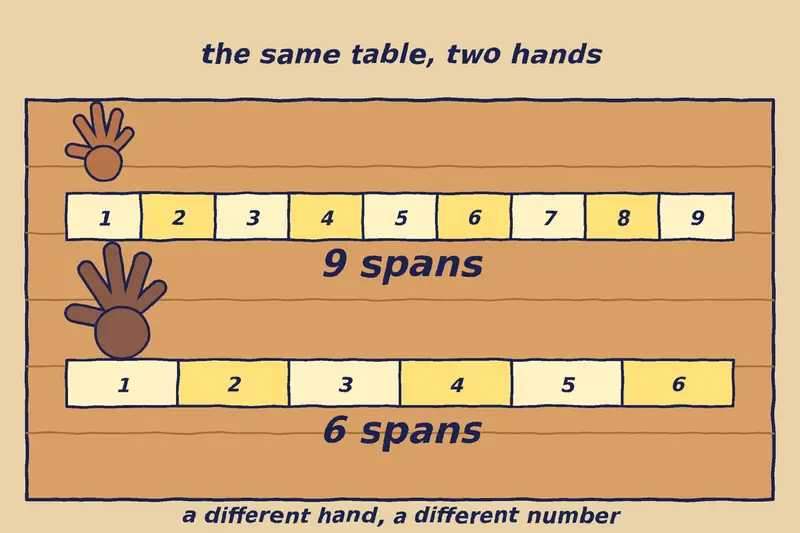 the same table, two hands
1 2 3 4 5 6 7 8 9
9 spans
1 2 3 4 5 6
6 spans
a different hand, a different number